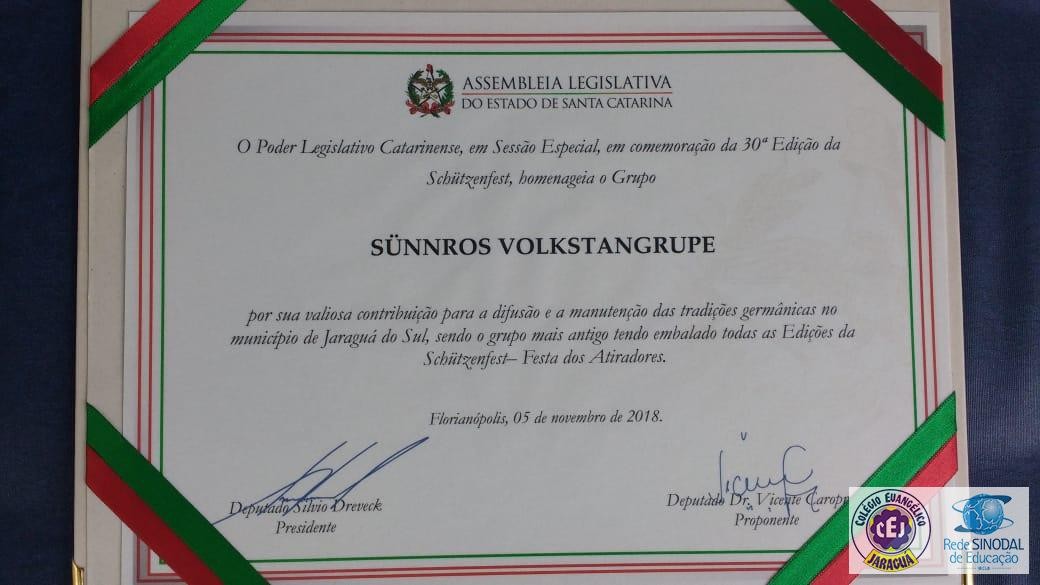 ASSEMBLEIA LEGISLATIVA
DO ESTADO DE SANTA CATARINA
O Poder Legislativo Catarinense, em Sessão Especial, em comemoração da 30ª Edição da
Schützenfest, homenageia o Grupo
SÜNNROS VOLKSTANGRUPE
por sua valiosa contribuição para a difusão e a manutenção das tradições germânicas no
município de Jaraguá do Sul, sendo o grupo mais antigo tendo embalado todas as Edições da
Schützenfest– Festa dos Atiradores.
Florianópolis, 05 de novembro de 2018.
Deputado Silvio Dreveck
Presidente
Deputado Dr. Vicente
Proponente
COLÉGIO EVANGÉLICO
CEJ
JARAGUÁ
Rede SINODAL
de Educação